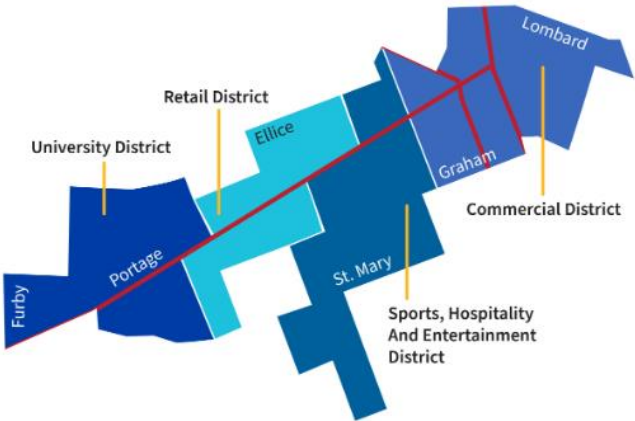 Lombard
Retail District
Ellice
University District
Graham
Commercial District
Portage
St. Mary
Furby
Sports, Hospitality
And Entertainment
District